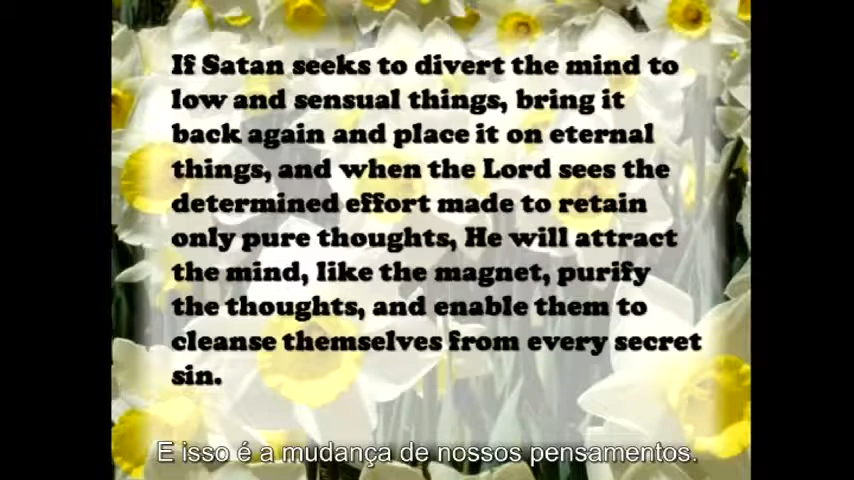 If Satan seeks to divert the mind to
low and sensual things, bring it
back again and place it on eternal
things, and when the Lord sees the
determined effort made to retain
only pure thoughts, He will attract
the mind, like the magnet, purify
the thoughts, and enable them to
cleanse themselves from every secret
sin.
E isso é a mudança de nossos pensamentos.